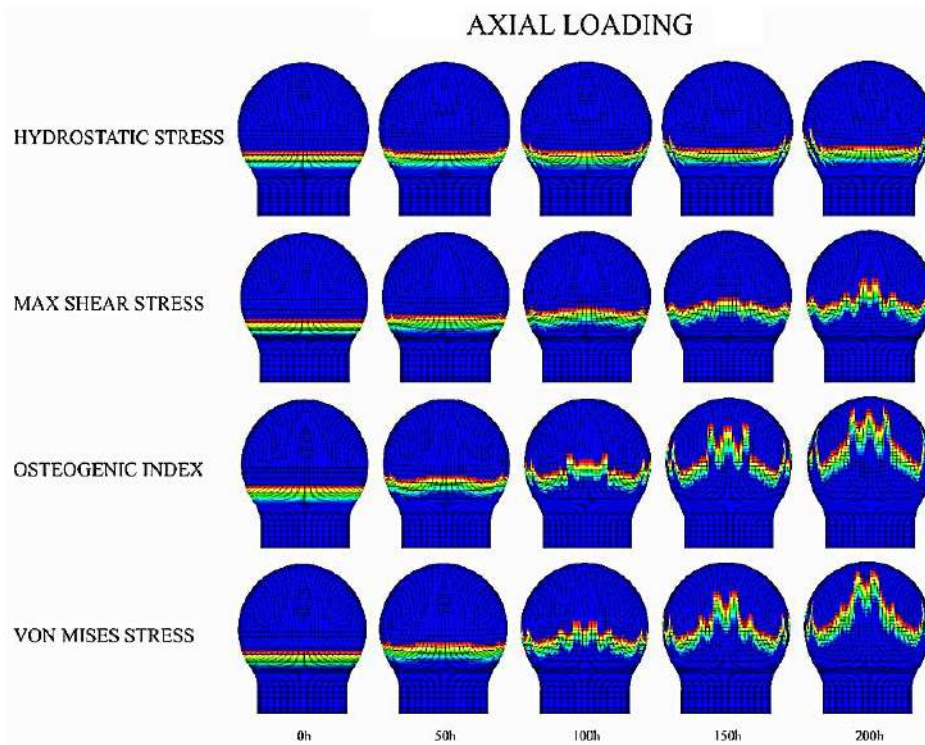 AXIAL LOADING
HYDROSTATIC STRESS
MAX SHEAR STRESS
OSTEOGENIC INDEX
VON MISES STRESS
0h 50h 100h 150h 200h